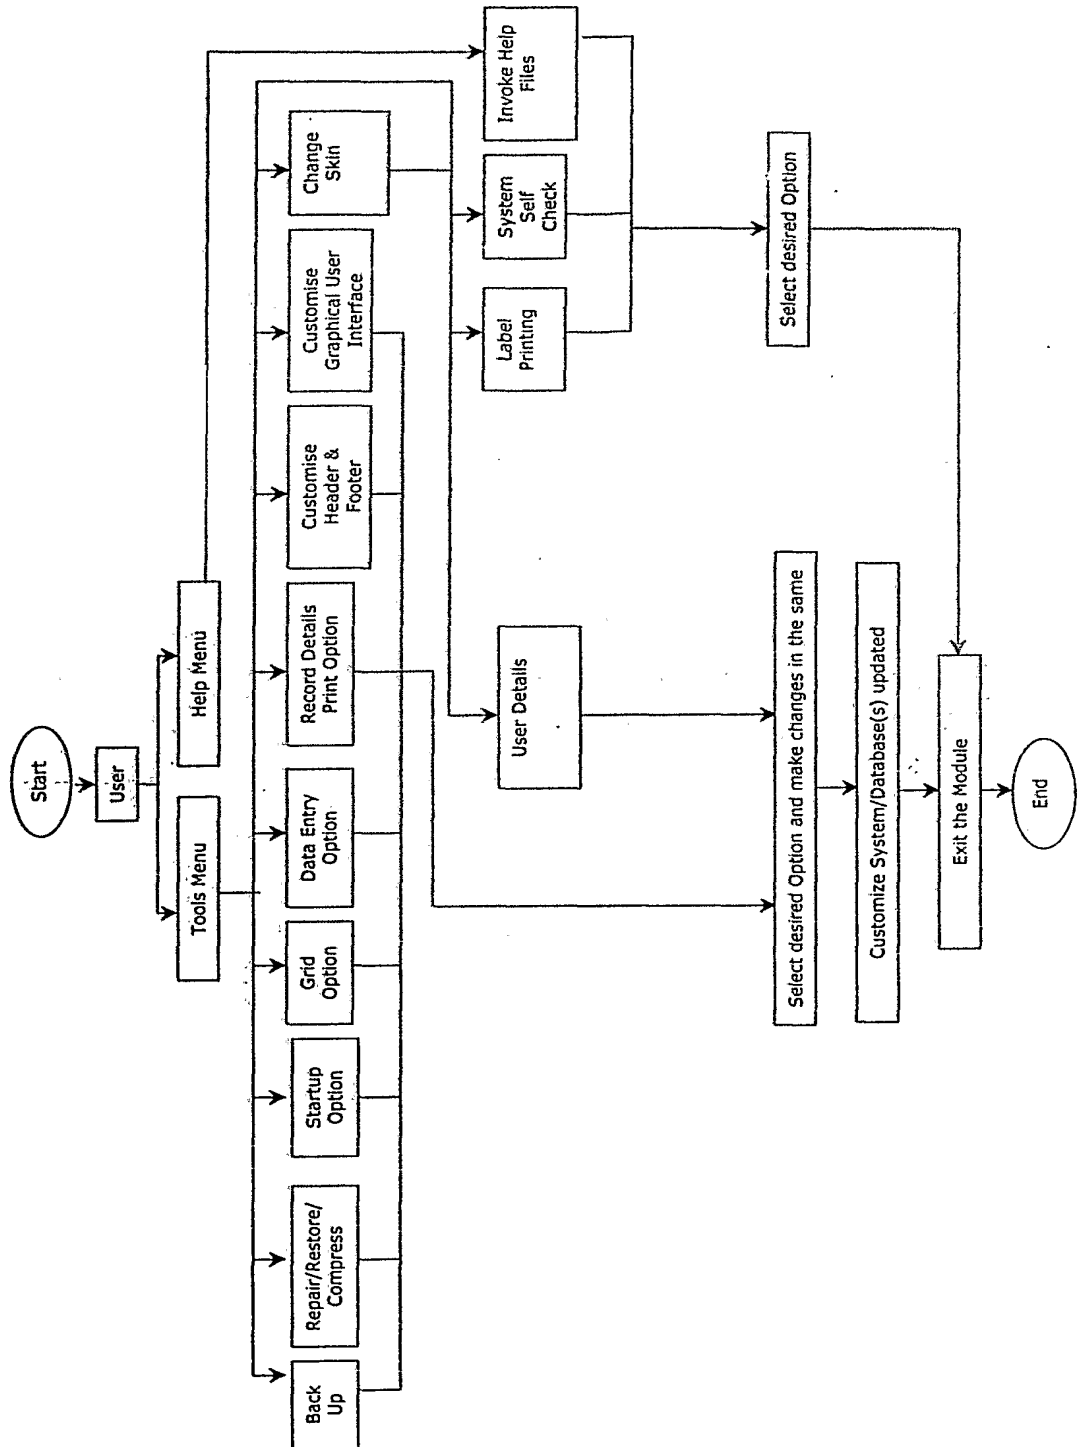 Start
User
Tools Menu
Help Menu
Back
Up
Repair/Restore/
Compress
Startup
Option
Grid
Option
Data Entry
Option
Record Details
Print Option
Customise
Header &
Footer
Customise
Graphical User
Interface
Change
Skin
User Details
Label
Printing
System
Self
Check
Invoke Help
Files
Select desired Option
Select desired Option and make changes in the same
Customize System/Database(s) updated
Exit the Module
End